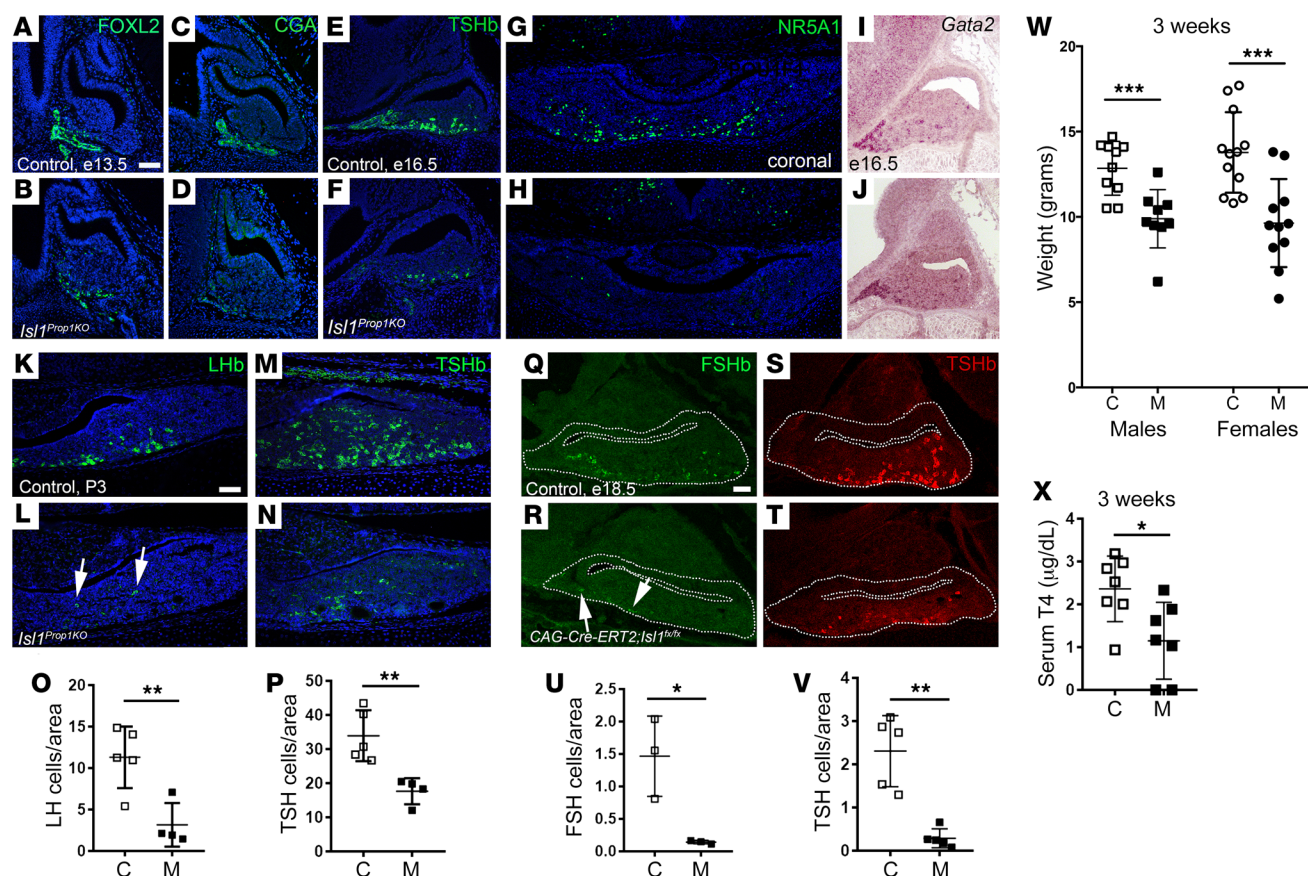 A FOXL2
C CGA
E TSHb
G NR5A1
I Gata2
Control, e13.5
Control, e16.5
coronal
e16.5
B
D
F
H
J
Isl1Prop1KO
Isl1Prop1KO
W
3 weeks
***
***
Weight (grams)
20
15
10
5
0
C M C M
Males Females
K LHb
M TSHb
Q FSHb
S TSHb
Control, P3
Control, e18.5
L
N
R
T
Isl1Prop1KO
CAG-Cre-ERT2;Isl1fx/fx
X
3 weeks
*
Serum T4 (µg/dL)
4
3
2
1
0
C M
O
**
LH cells/area
20
15
10
5
0
C M
P
**
TSH cells/area
50
40
30
20
10
0
C M
U
*
FSH cells/area
2.5
2.0
1.5
1.0
0.5
0.0
C M
V
**
TSH cells/area
4
3
2
1
0
C M